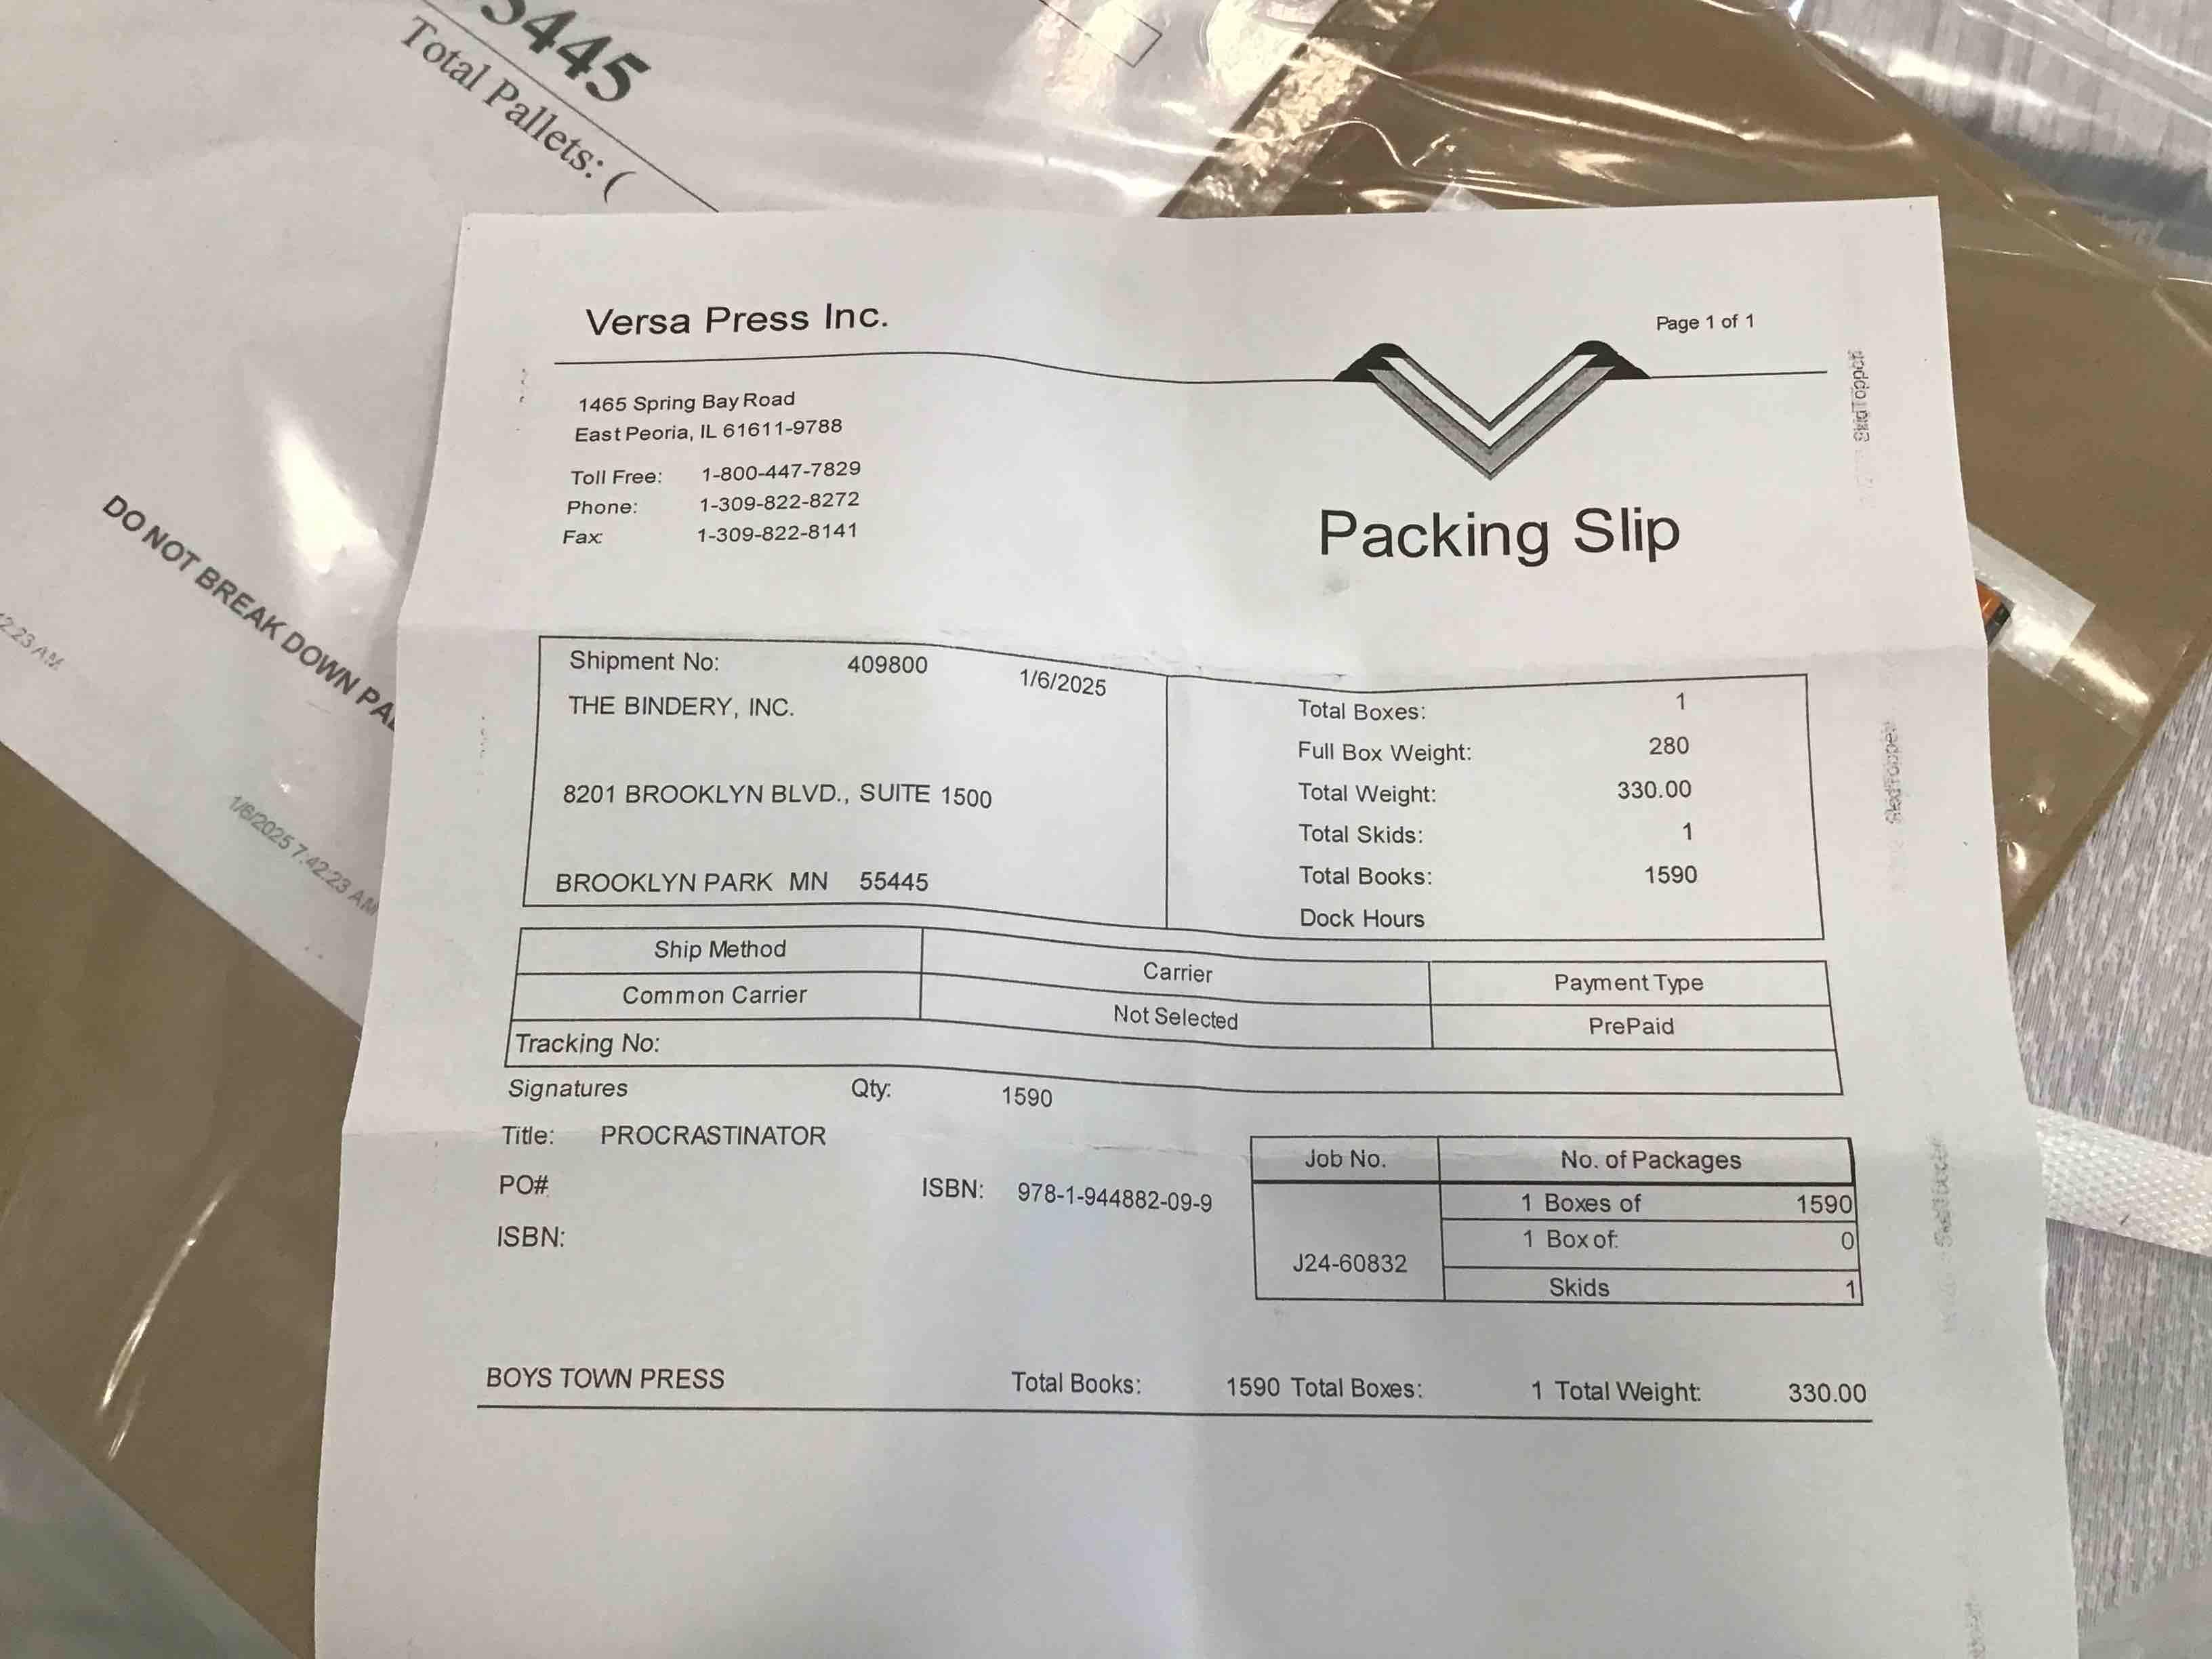 5445
Total Pallets: (
DO NOT BREAK DOWN PA
2:23 AM
1/6/2025 7:42:23 AM
Versa Press Inc.
Page 1 of 1
1465 Spring Bay Road
East Peoria, IL 61611-9788
Toll Free: 1-800-447-7829
Phone: 1-309-822-8272
Fax: 1-309-822-8141
Packing Slip
Shipment No: 409800 1/6/2025
THE BINDERY, INC.
8201 BROOKLYN BLVD., SUITE 1500
BROOKLYN PARK MN 55445
Total Boxes: 1
Full Box Weight: 280
Total Weight: 330.00
Total Skids: 1
Total Books: 1590
Dock Hours
Ship Method Carrier Payment Type
Common Carrier Not Selected PrePaid
Tracking No:
Signatures Qty: 1590
Title: PROCRASTINATOR
PO# ISBN: 978-1-944882-09-9
ISBN:
Job No. No. of Packages
J24-60832
1 Boxes of 1590
1 Box of: 0
Skids 1
BOYS TOWN PRESS Total Books: 1590 Total Boxes: 1 Total Weight: 330.00